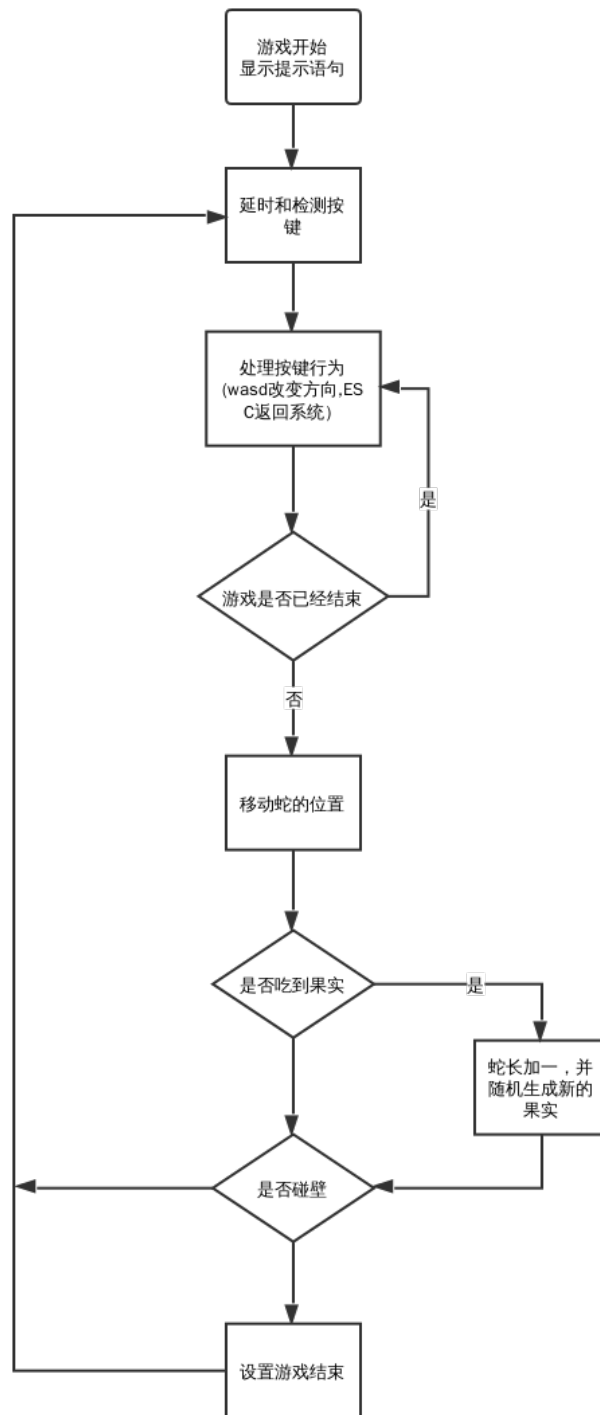 游戏开始
显示提示语句
延时和检测按
键
处理按键行为
(wasd改变方向,ES
C返回系统）
是
游戏是否已经结束
否
移动蛇的位置
是否吃到果实
是
蛇长加一，并
随机生成新的
果实
是否碰壁
设置游戏结束